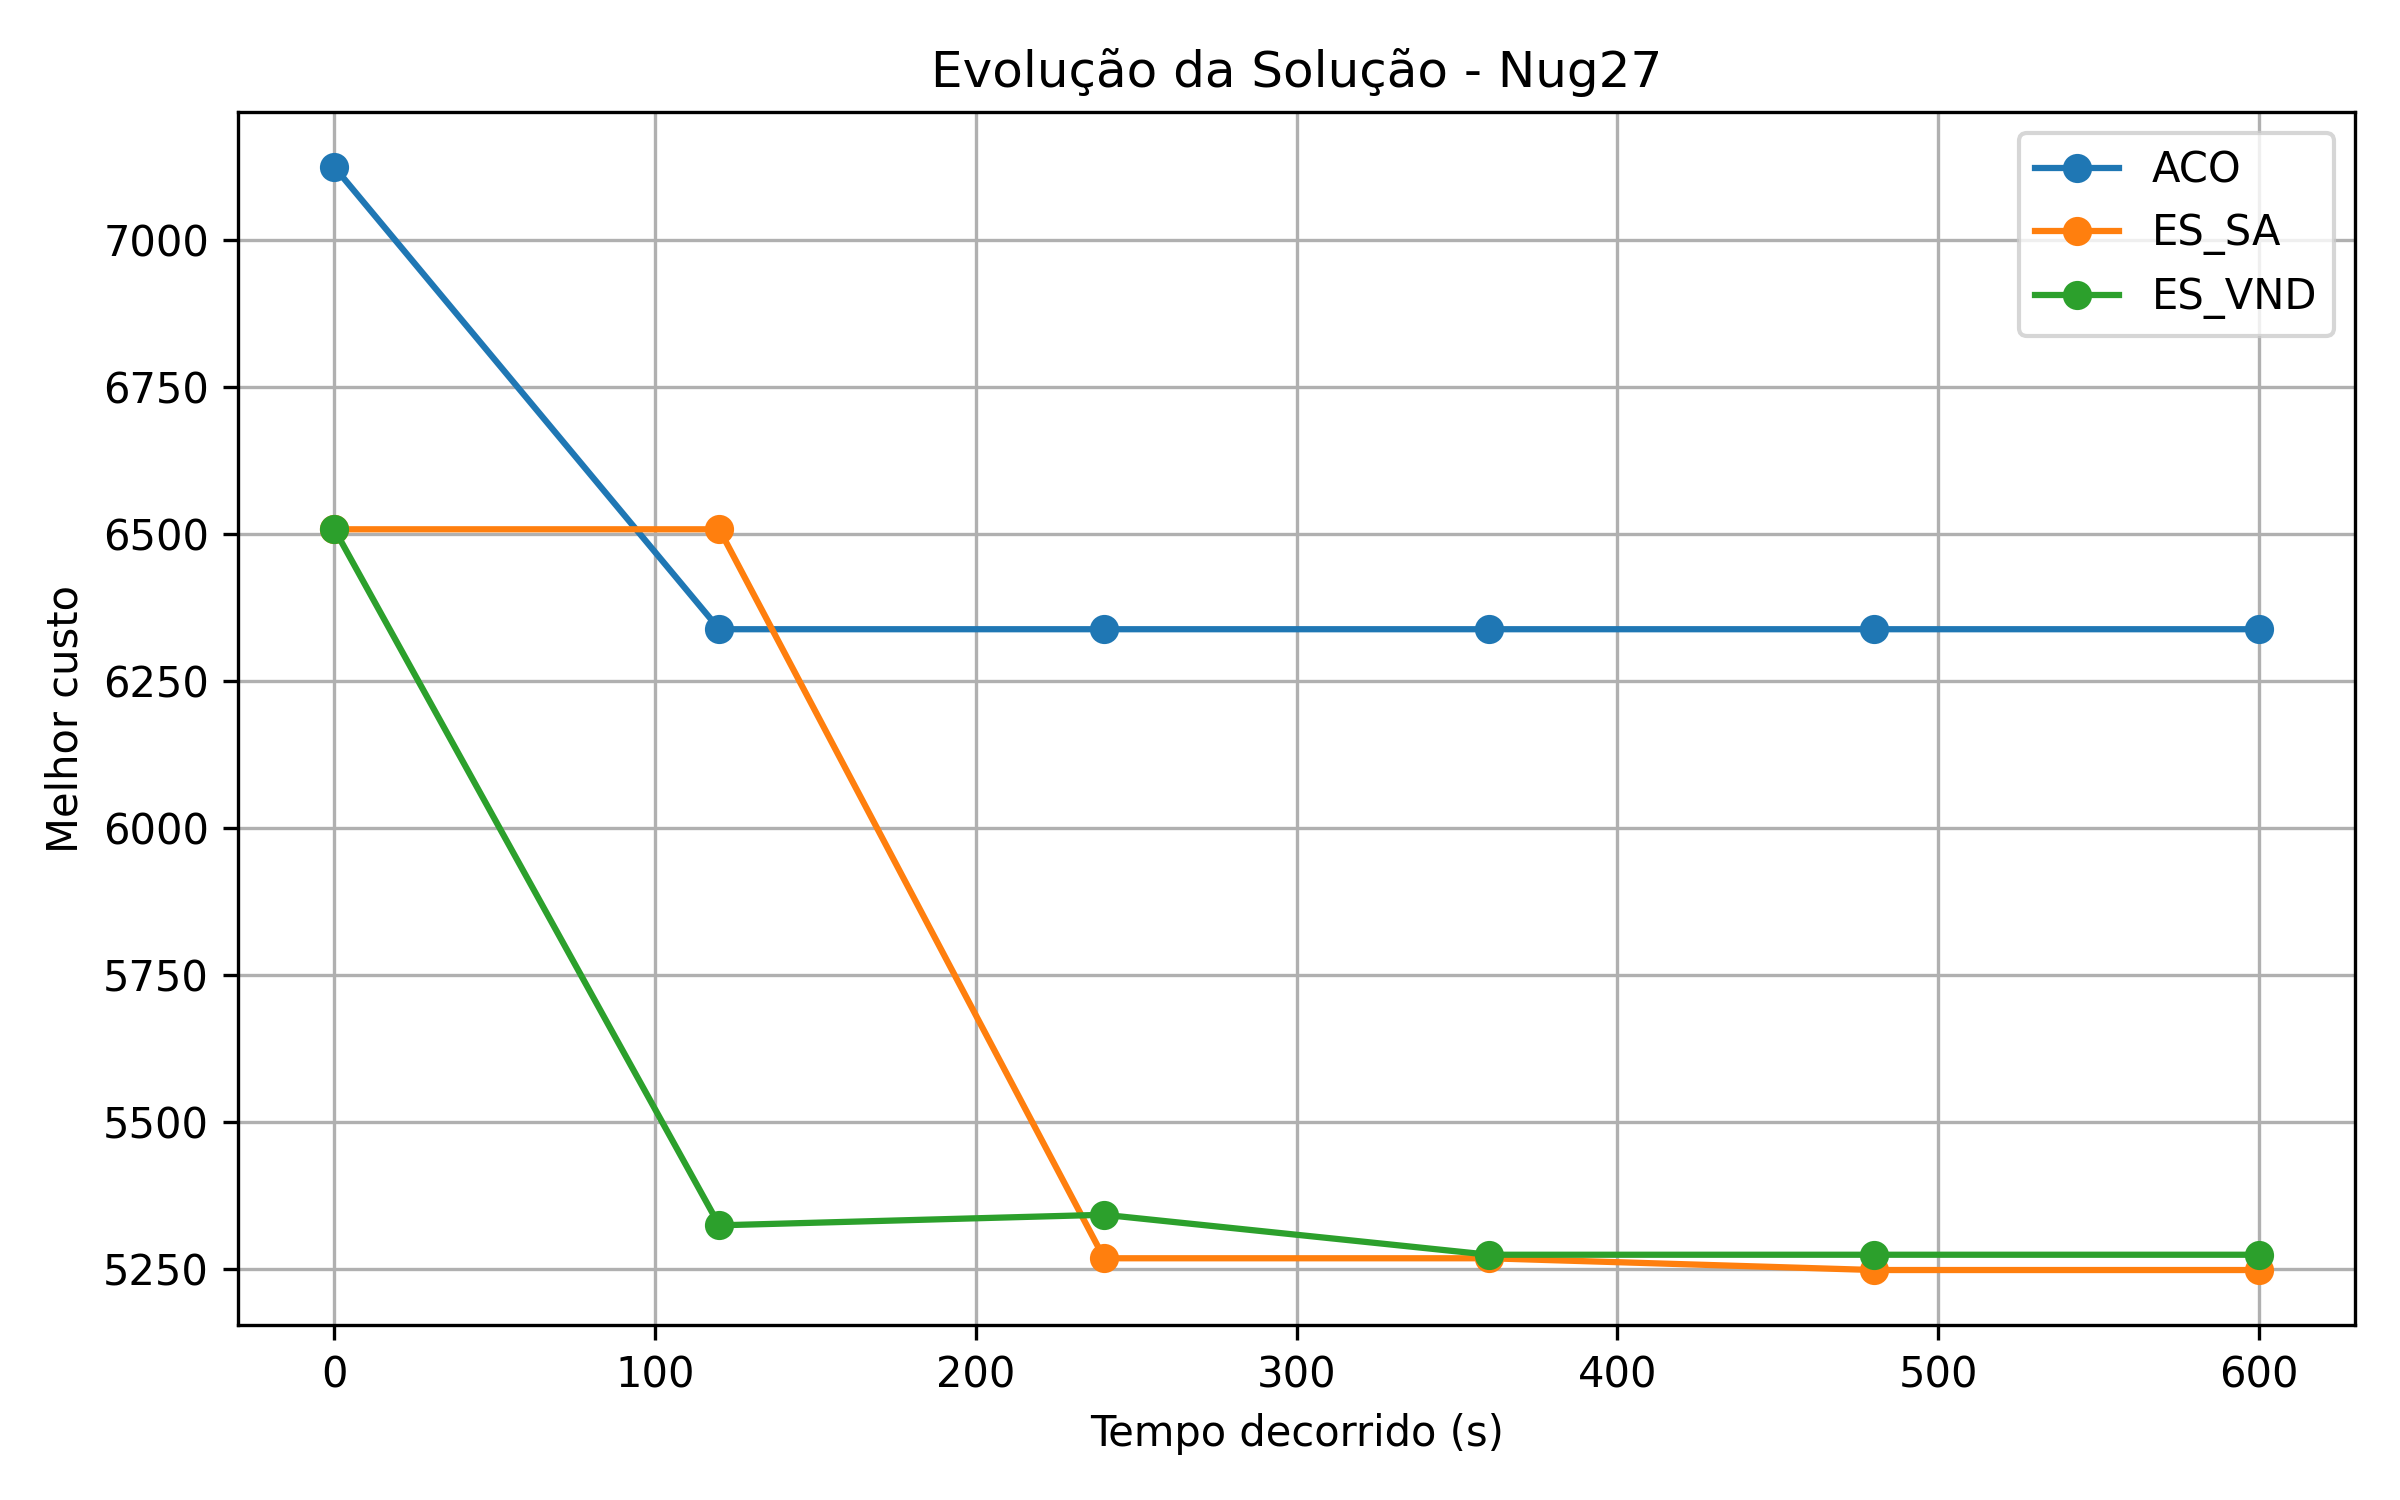 Evolução da Solução - Nug27
ACO
ES_SA
ES_VND
7000
6750
6500
6250
6000
5750
5500
5250
Melhor custo
0 100 200 300 400 500 600
Tempo decorrido (s)